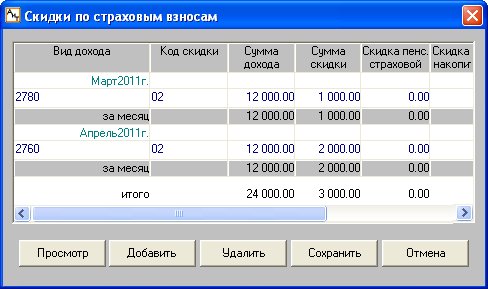 Скидки по страховым взносам
Вид дохода Код скидки Сумма дохода Сумма скидки Скидка пенс. страховой Скидка накопит
Март2011г.
2780 02 12 000.00 1 000.00 0.00
за месяц 12 000.00 1 000.00 0.00
Апрель2011г.
2760 02 12 000.00 2 000.00 0.00
за месяц 12 000.00 2 000.00 0.00
итого 24 000.00 3 000.00 0.00
Просмотр Добавить Удалить Сохранить Отмена